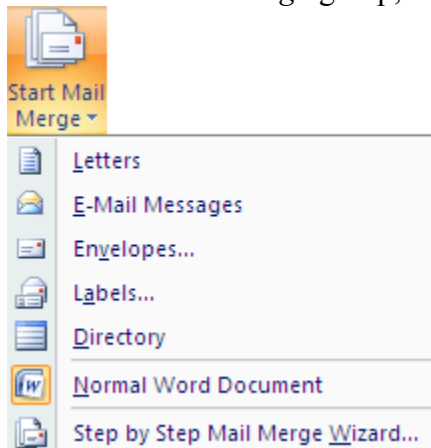 Start Mail
Merge
Letters
E-Mail Messages
Envelopes...
Labels...
Directory
Normal Word Document
Step by Step Mail Merge Wizard...